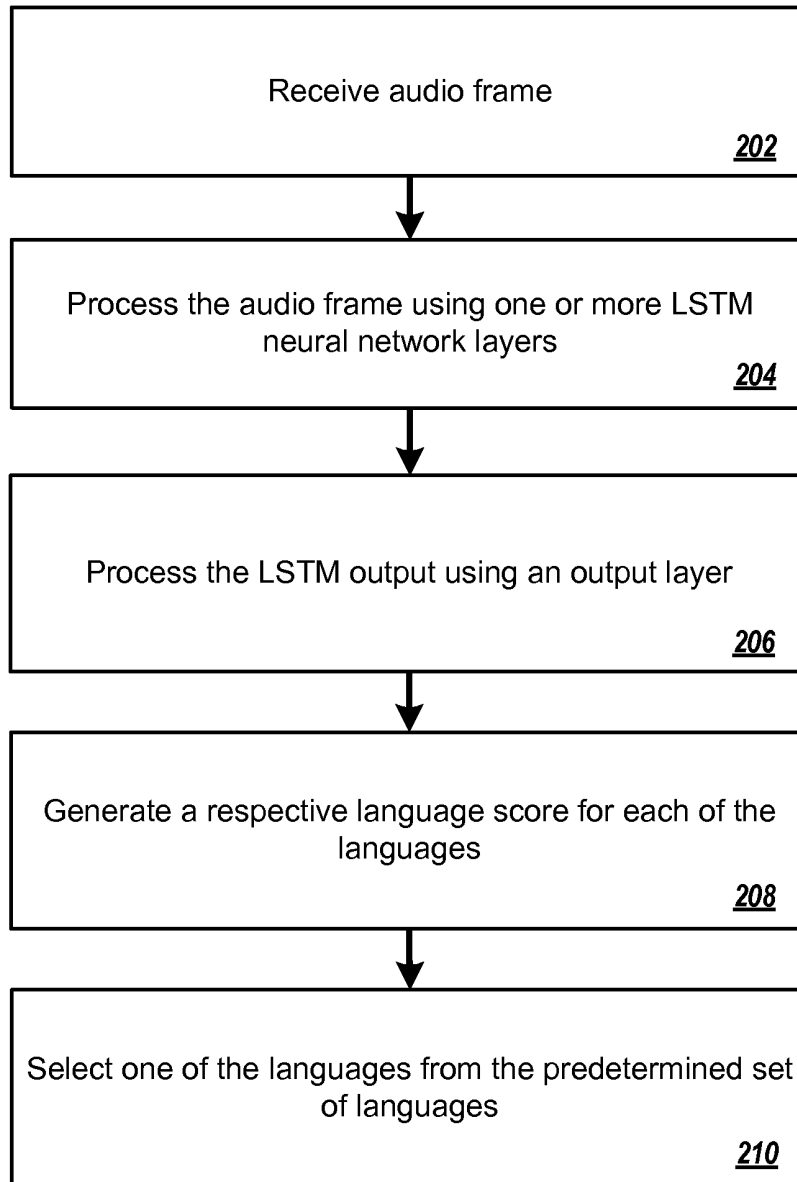 Receive audio frame
202
Process the audio frame using one or more LSTM
neural network layers
204
Process the LSTM output using an output layer
206
Generate a respective language score for each of the
languages
208
Select one of the languages from the predetermined set
of languages
210